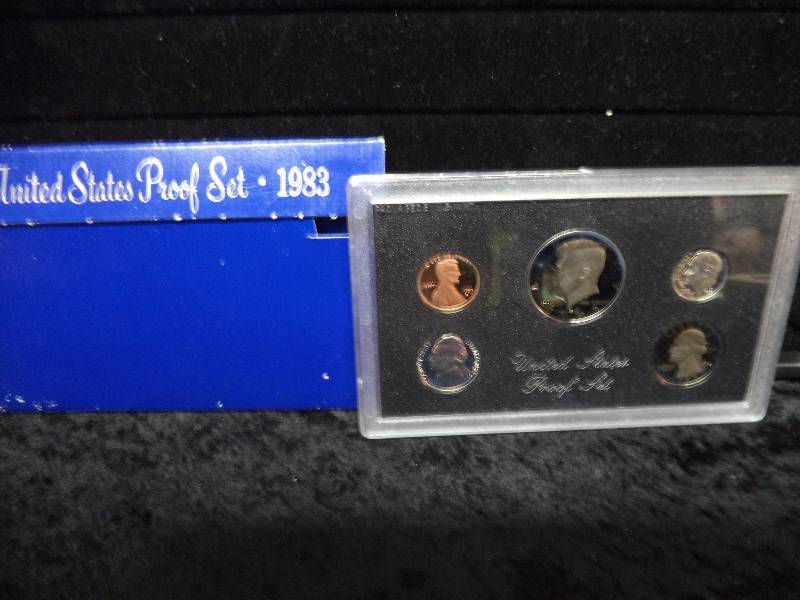 United States Proof Set • 1983
United States
Proof Set